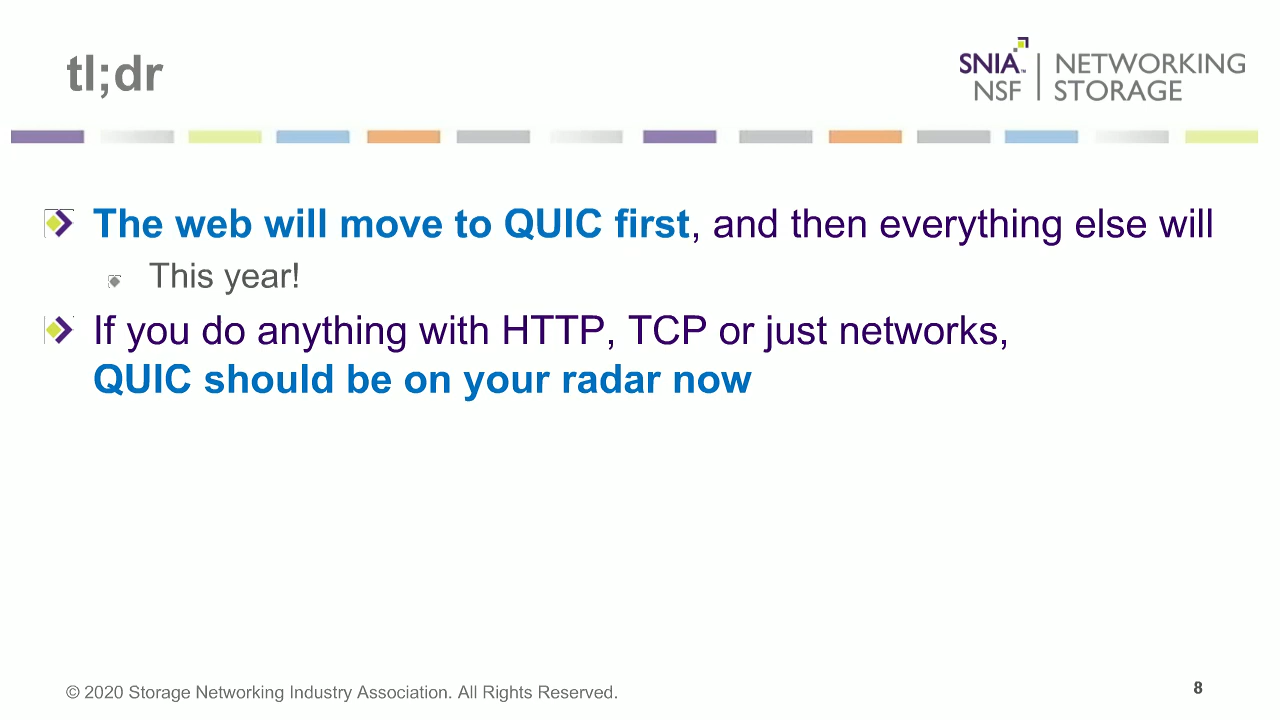 tl;dr
SNIA™ NSF | NETWORKING STORAGE
The web will move to QUIC first, and then everything else will
This year!
If you do anything with HTTP, TCP or just networks,
QUIC should be on your radar now
© 2020 Storage Networking Industry Association. All Rights Reserved.
8